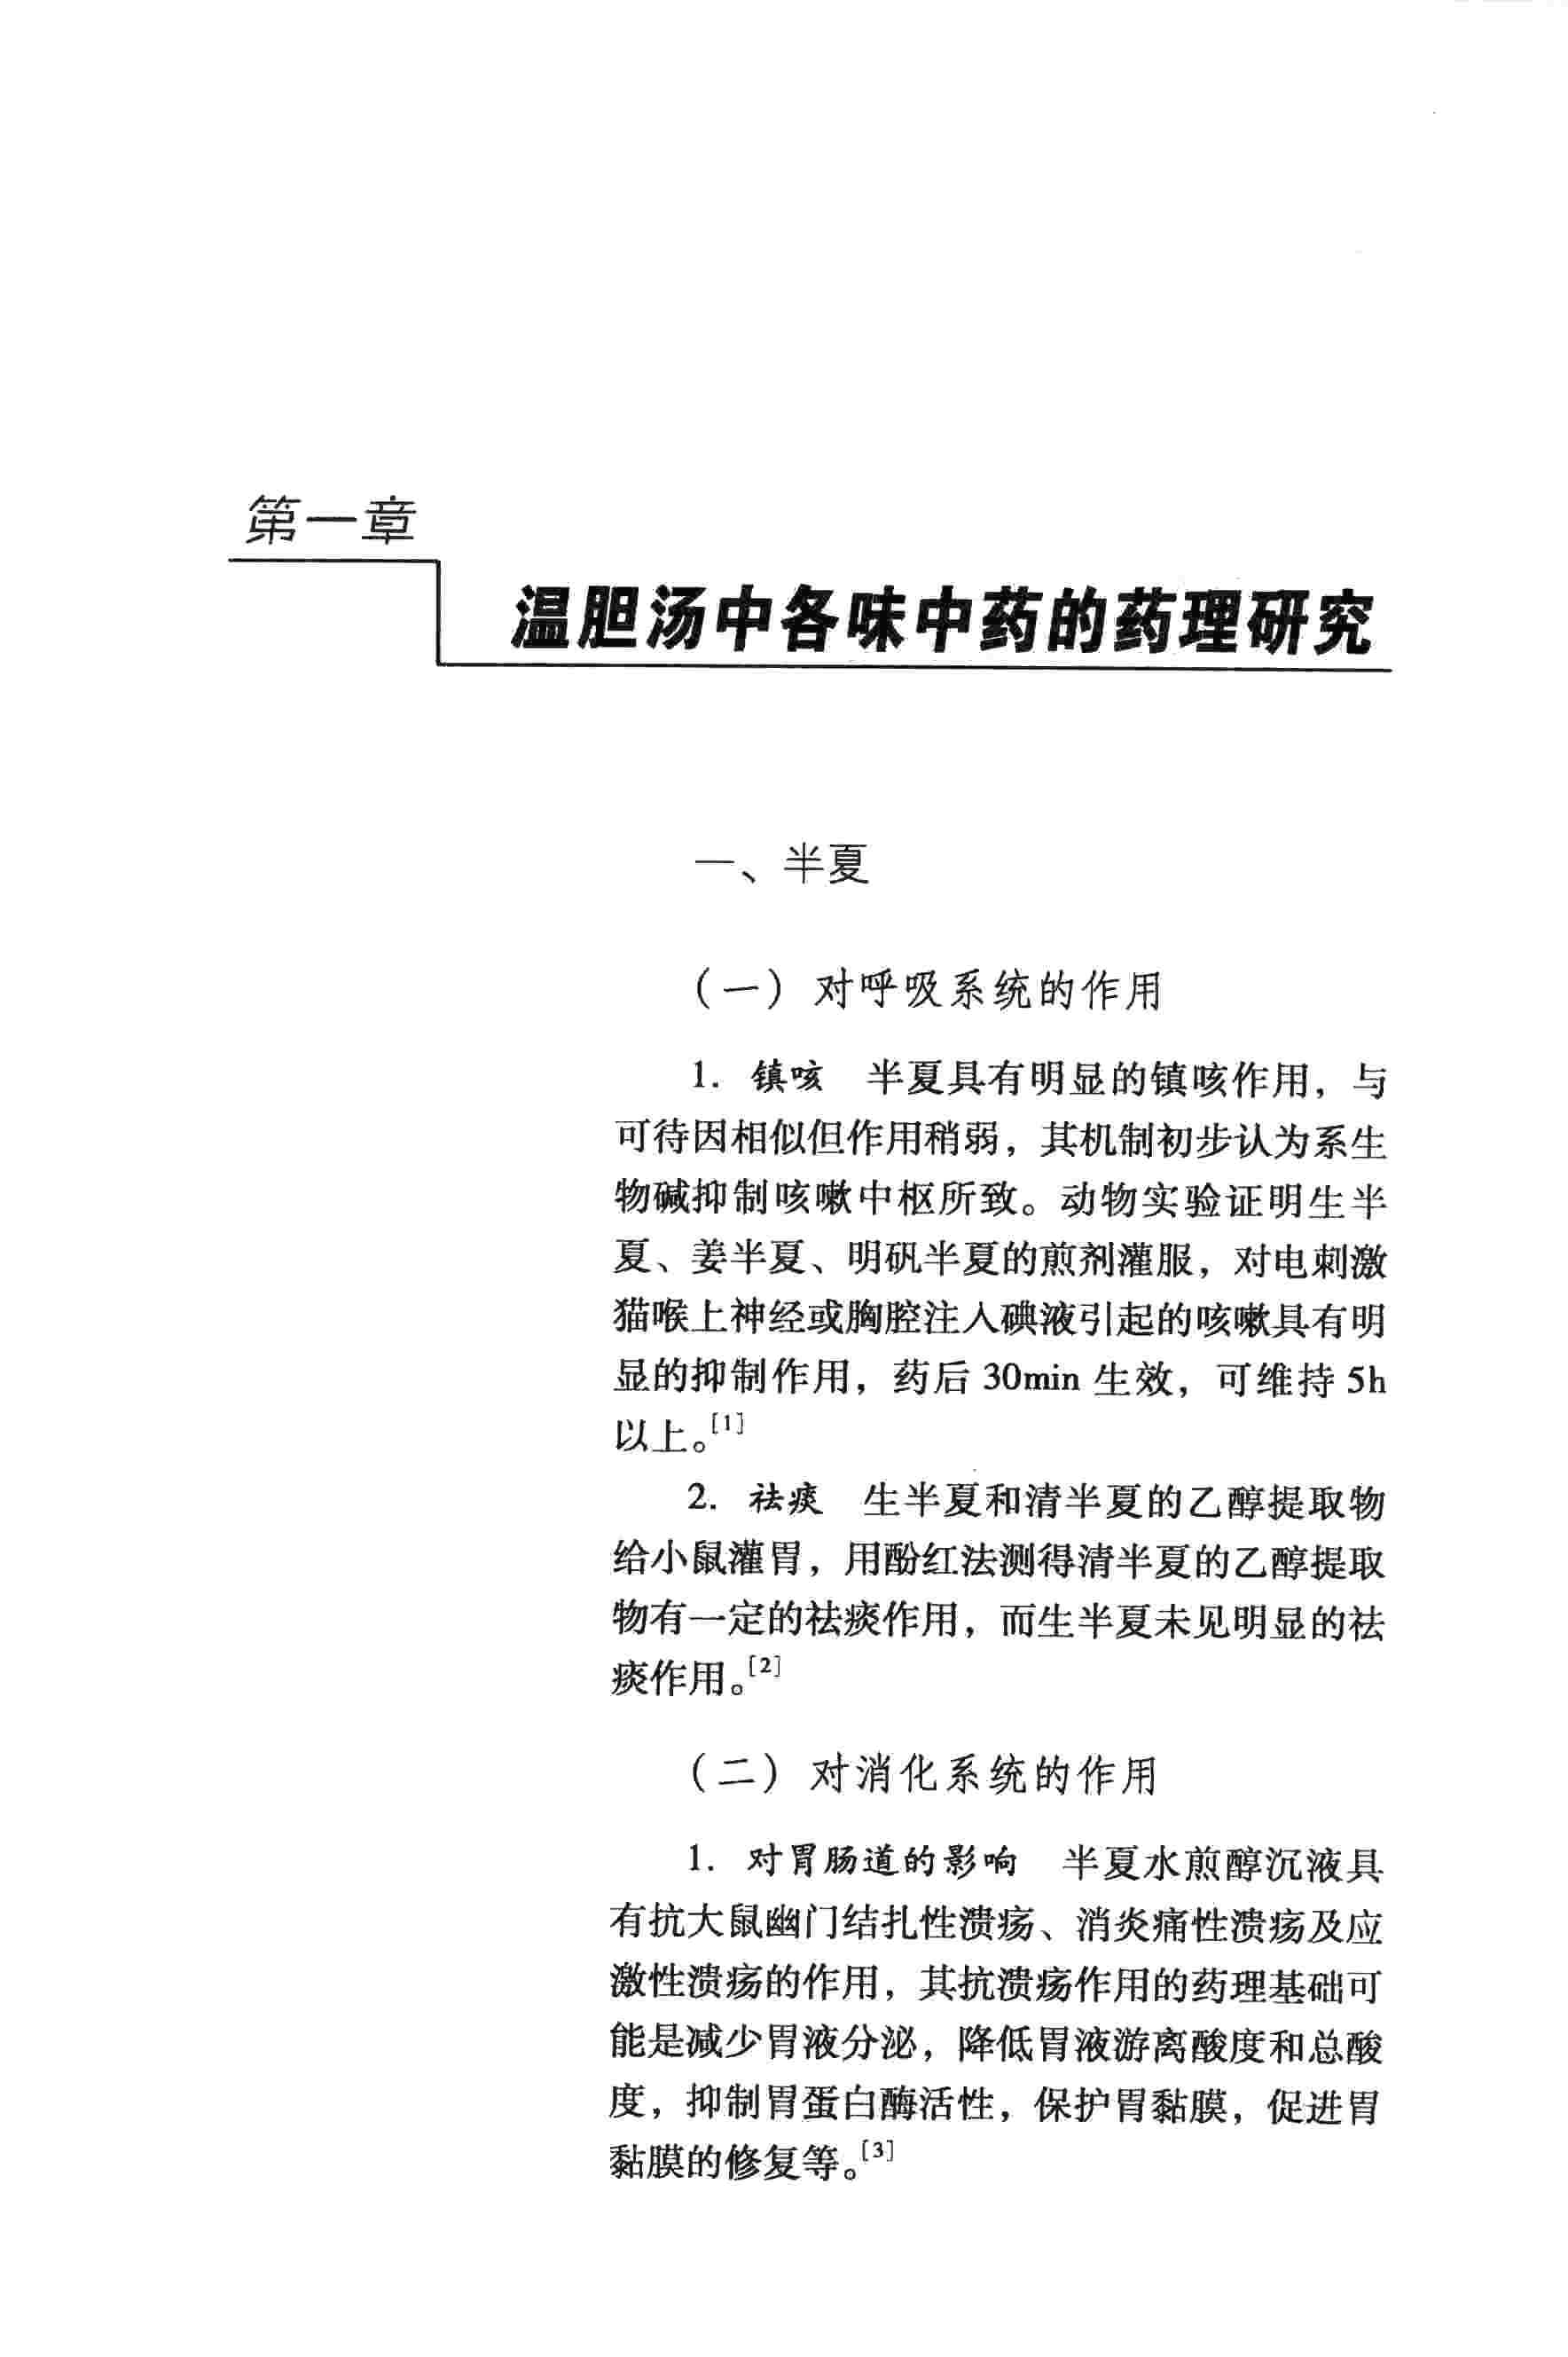 第一章
温胆汤中各味中药的药理研究
一、半夏
（一）对呼吸系统的作用
1. 镇咳　半夏具有明显的镇咳作用，与
可待因相似但作用稍弱，其机制初步认为系生
物碱抑制咳嗽中枢所致。动物实验证明生半
夏、姜半夏、明矾半夏的煎剂灌服，对电刺激
猫喉上神经或胸腔注入碘液引起的咳嗽具有明
显的抑制作用，药后 30min 生效，可维持 5h
以上。[1]
2. 祛痰　生半夏和清半夏的乙醇提取物
给小鼠灌胃，用酚红法测得清半夏的乙醇提取
物有一定的祛痰作用，而生半夏未见明显的祛
痰作用。[2]
（二）对消化系统的作用
1. 对胃肠道的影响　半夏水煎醇沉液具
有抗大鼠幽门结扎性溃疡、消炎痛性溃疡及应
激性溃疡的作用，其抗溃疡作用的药理基础可
能是减少胃液分泌，降低胃液游离酸度和总酸
度，抑制胃蛋白酶活性，保护胃黏膜，促进胃
黏膜的修复等。[3]